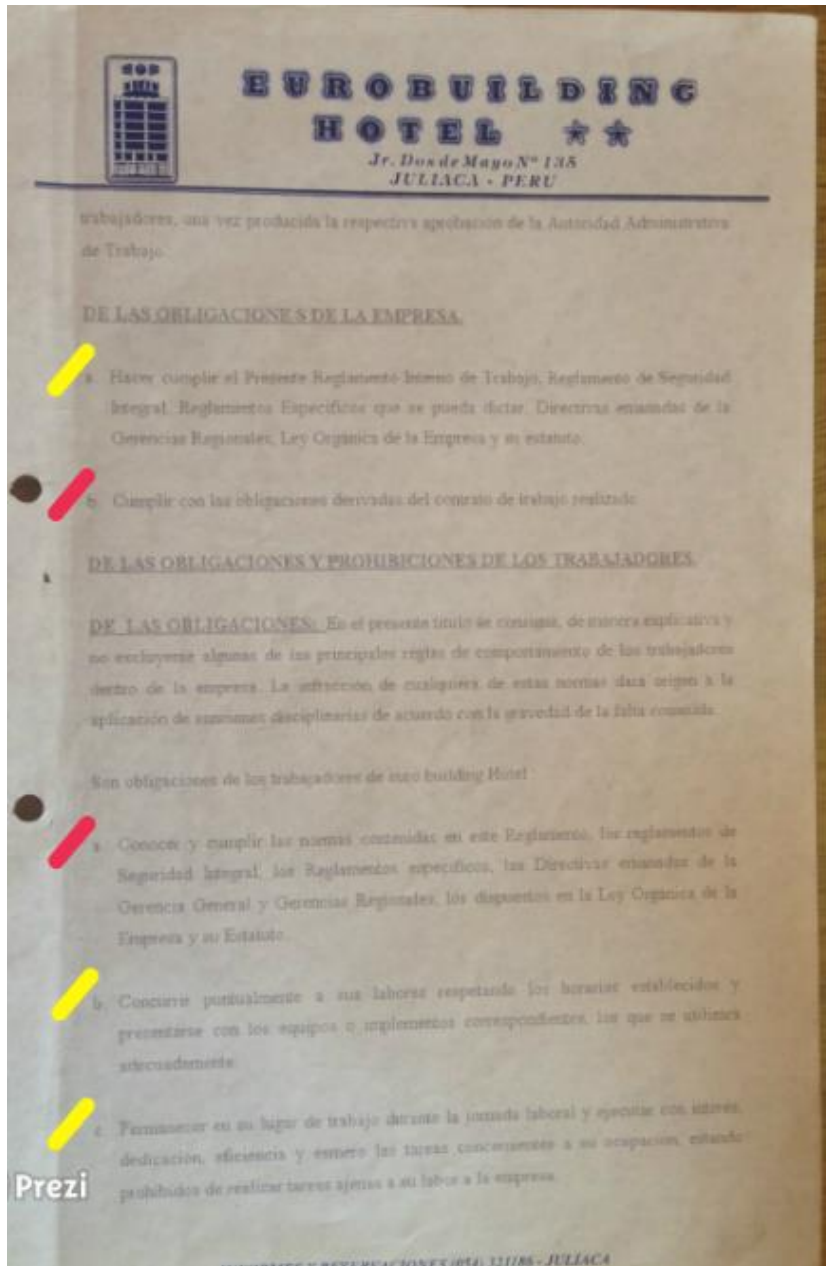 EUROBUILDING
HOTEL ★★
Jr. Dos de Mayo Nº 135
JULIACA - PERU
trabajadores, una vez producida la respectiva aprobación de la Autoridad Administrativa
de Trabajo.
DE LAS OBLIGACIONES DE LA EMPRESA.
a. Hacer cumplir el Presente Reglamento Interno de Trabajo, Reglamento de Seguridad
Integral, Reglamentos Específicos que se pueda dictar, Directivas emanadas de la
Gerencias Regionales, Ley Orgánica de la Empresa y su estatuto.
b. Cumplir con las obligaciones derivadas del contrato de trabajo realizado.
DE LAS OBLIGACIONES Y PROHIBICIONES DE LOS TRABAJADORES.
DE LAS OBLIGACIONES: En el presente título se consigna, de manera explicativa y
no excluyente algunas de las principales reglas de comportamiento de los trabajadores
dentro de la empresa. La infracción de cualquiera de estas normas dara origen a la
aplicación de sanciones disciplinarias de acuerdo con la gravedad de la falta cometida.
Son obligaciones de los trabajadores de euro building Hotel
a. Conocer y cumplir las normas contenidas en este Reglamento, los reglamentos de
Seguridad Integral, los Reglamentos específicos, las Directivas emanadas de la
Gerencia General y Gerencias Regionales, los dispuestos en la Ley Orgánica de la
Empresa y su Estatuto.
b. Concurrir puntualmente a sus labores respetando los horarios establecidos y
presentarse con los equipos o implementos correspondientes, los que se utilizara
adecuadamente.
c. Permanecer en su lugar de trabajo durante la jornada laboral y ejecutar con interés,
dedicación, eficiencia y esmero las tareas concernientes a su ocupación, estando
prohibidos de realizar tareas ajenas a su labor a la empresa.
Prezi
RESERVACIONES (054) 321186 - JULIACA